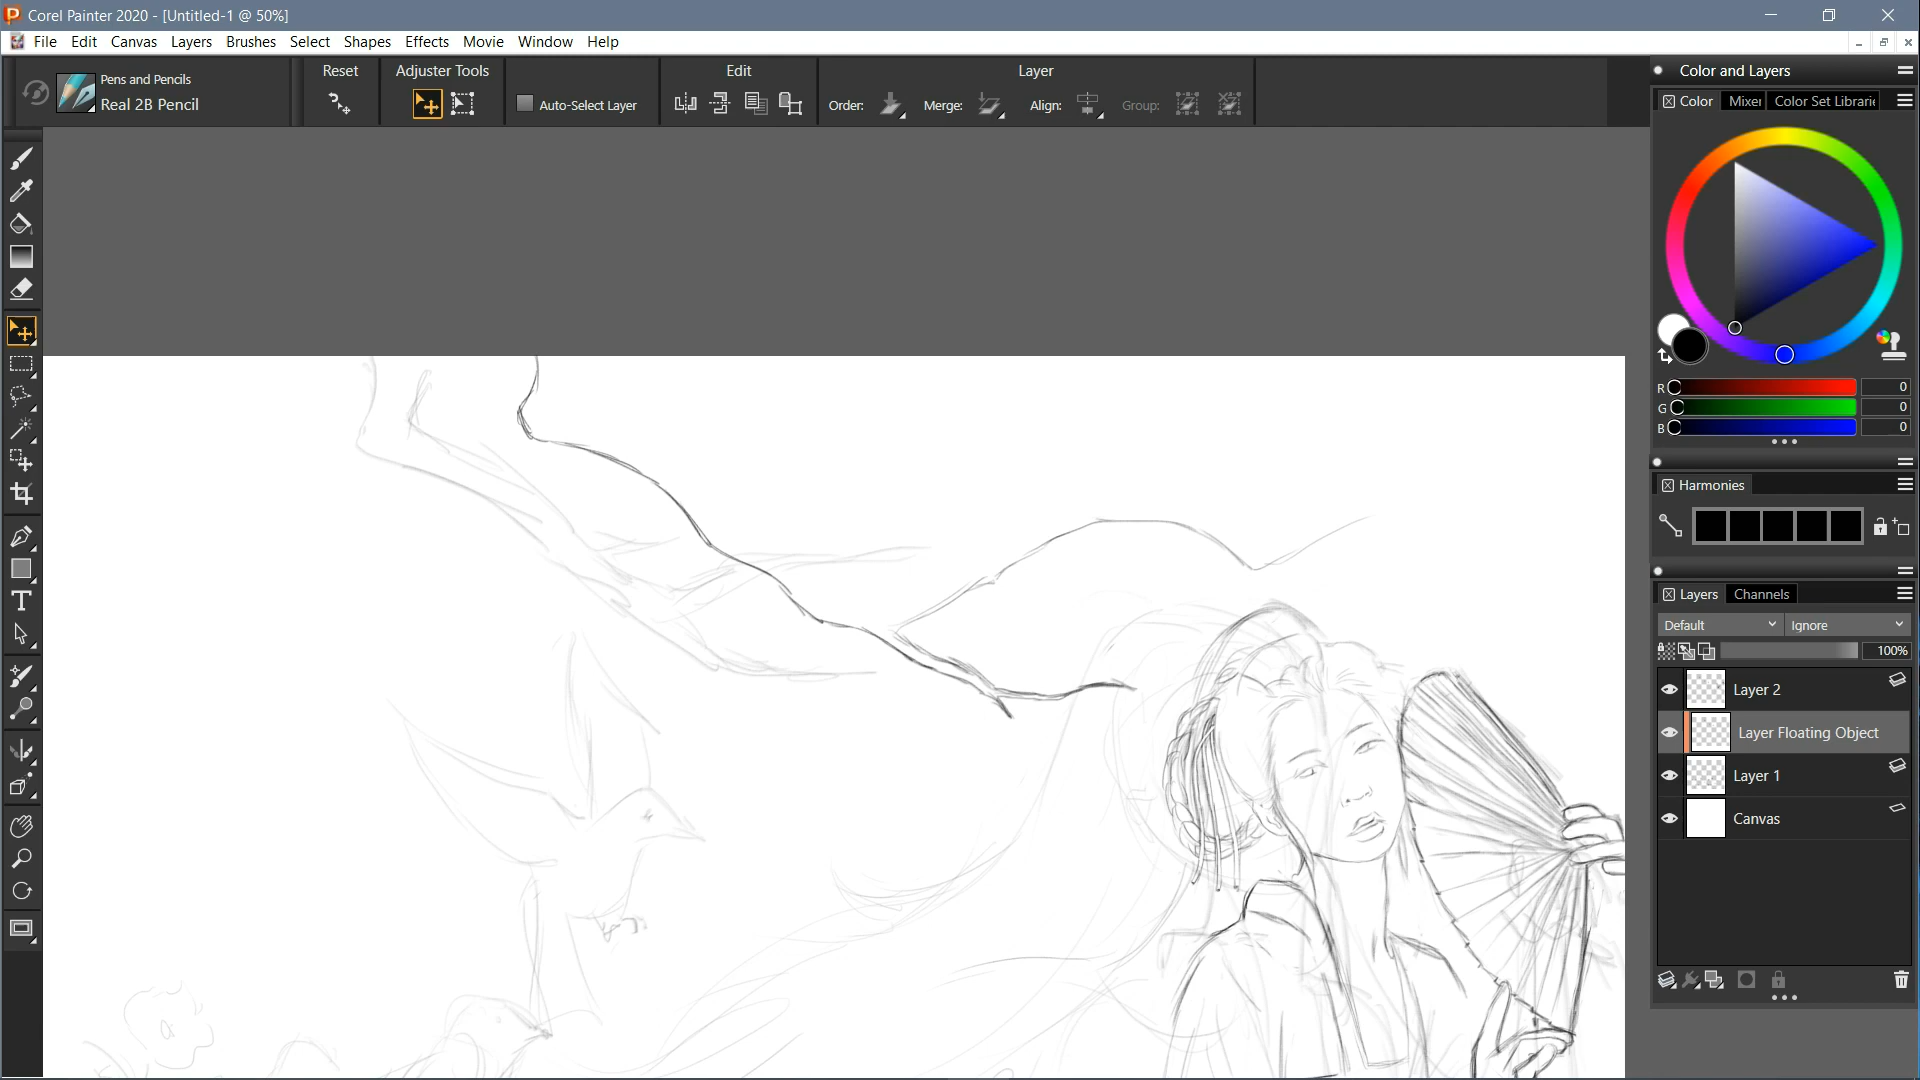 Corel Painter 2020 - [Untitled-1 @ 50%]
File Edit Canvas Layers Brushes Select Shapes Effects Movie Window Help
Pens and Pencils
Real 2B Pencil
Reset
Adjuster Tools
Auto-Select Layer
Edit
Layer
Order:
Merge:
Align:
Group:
Color and Layers
Color Mixer Color Set Librarie
R 0
G 0
B 0
Harmonies
Layers Channels
Default Ignore
100%
Layer 2
Layer Floating Object
Layer 1
Canvas